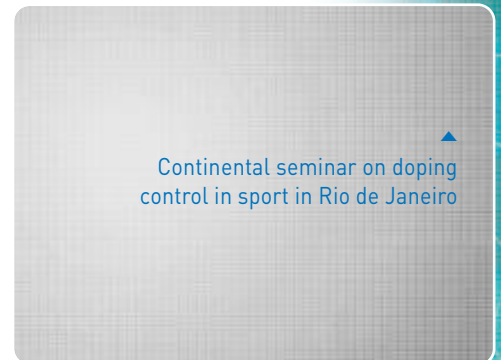 Continental seminar on doping
control in sport in Rio de Janeiro